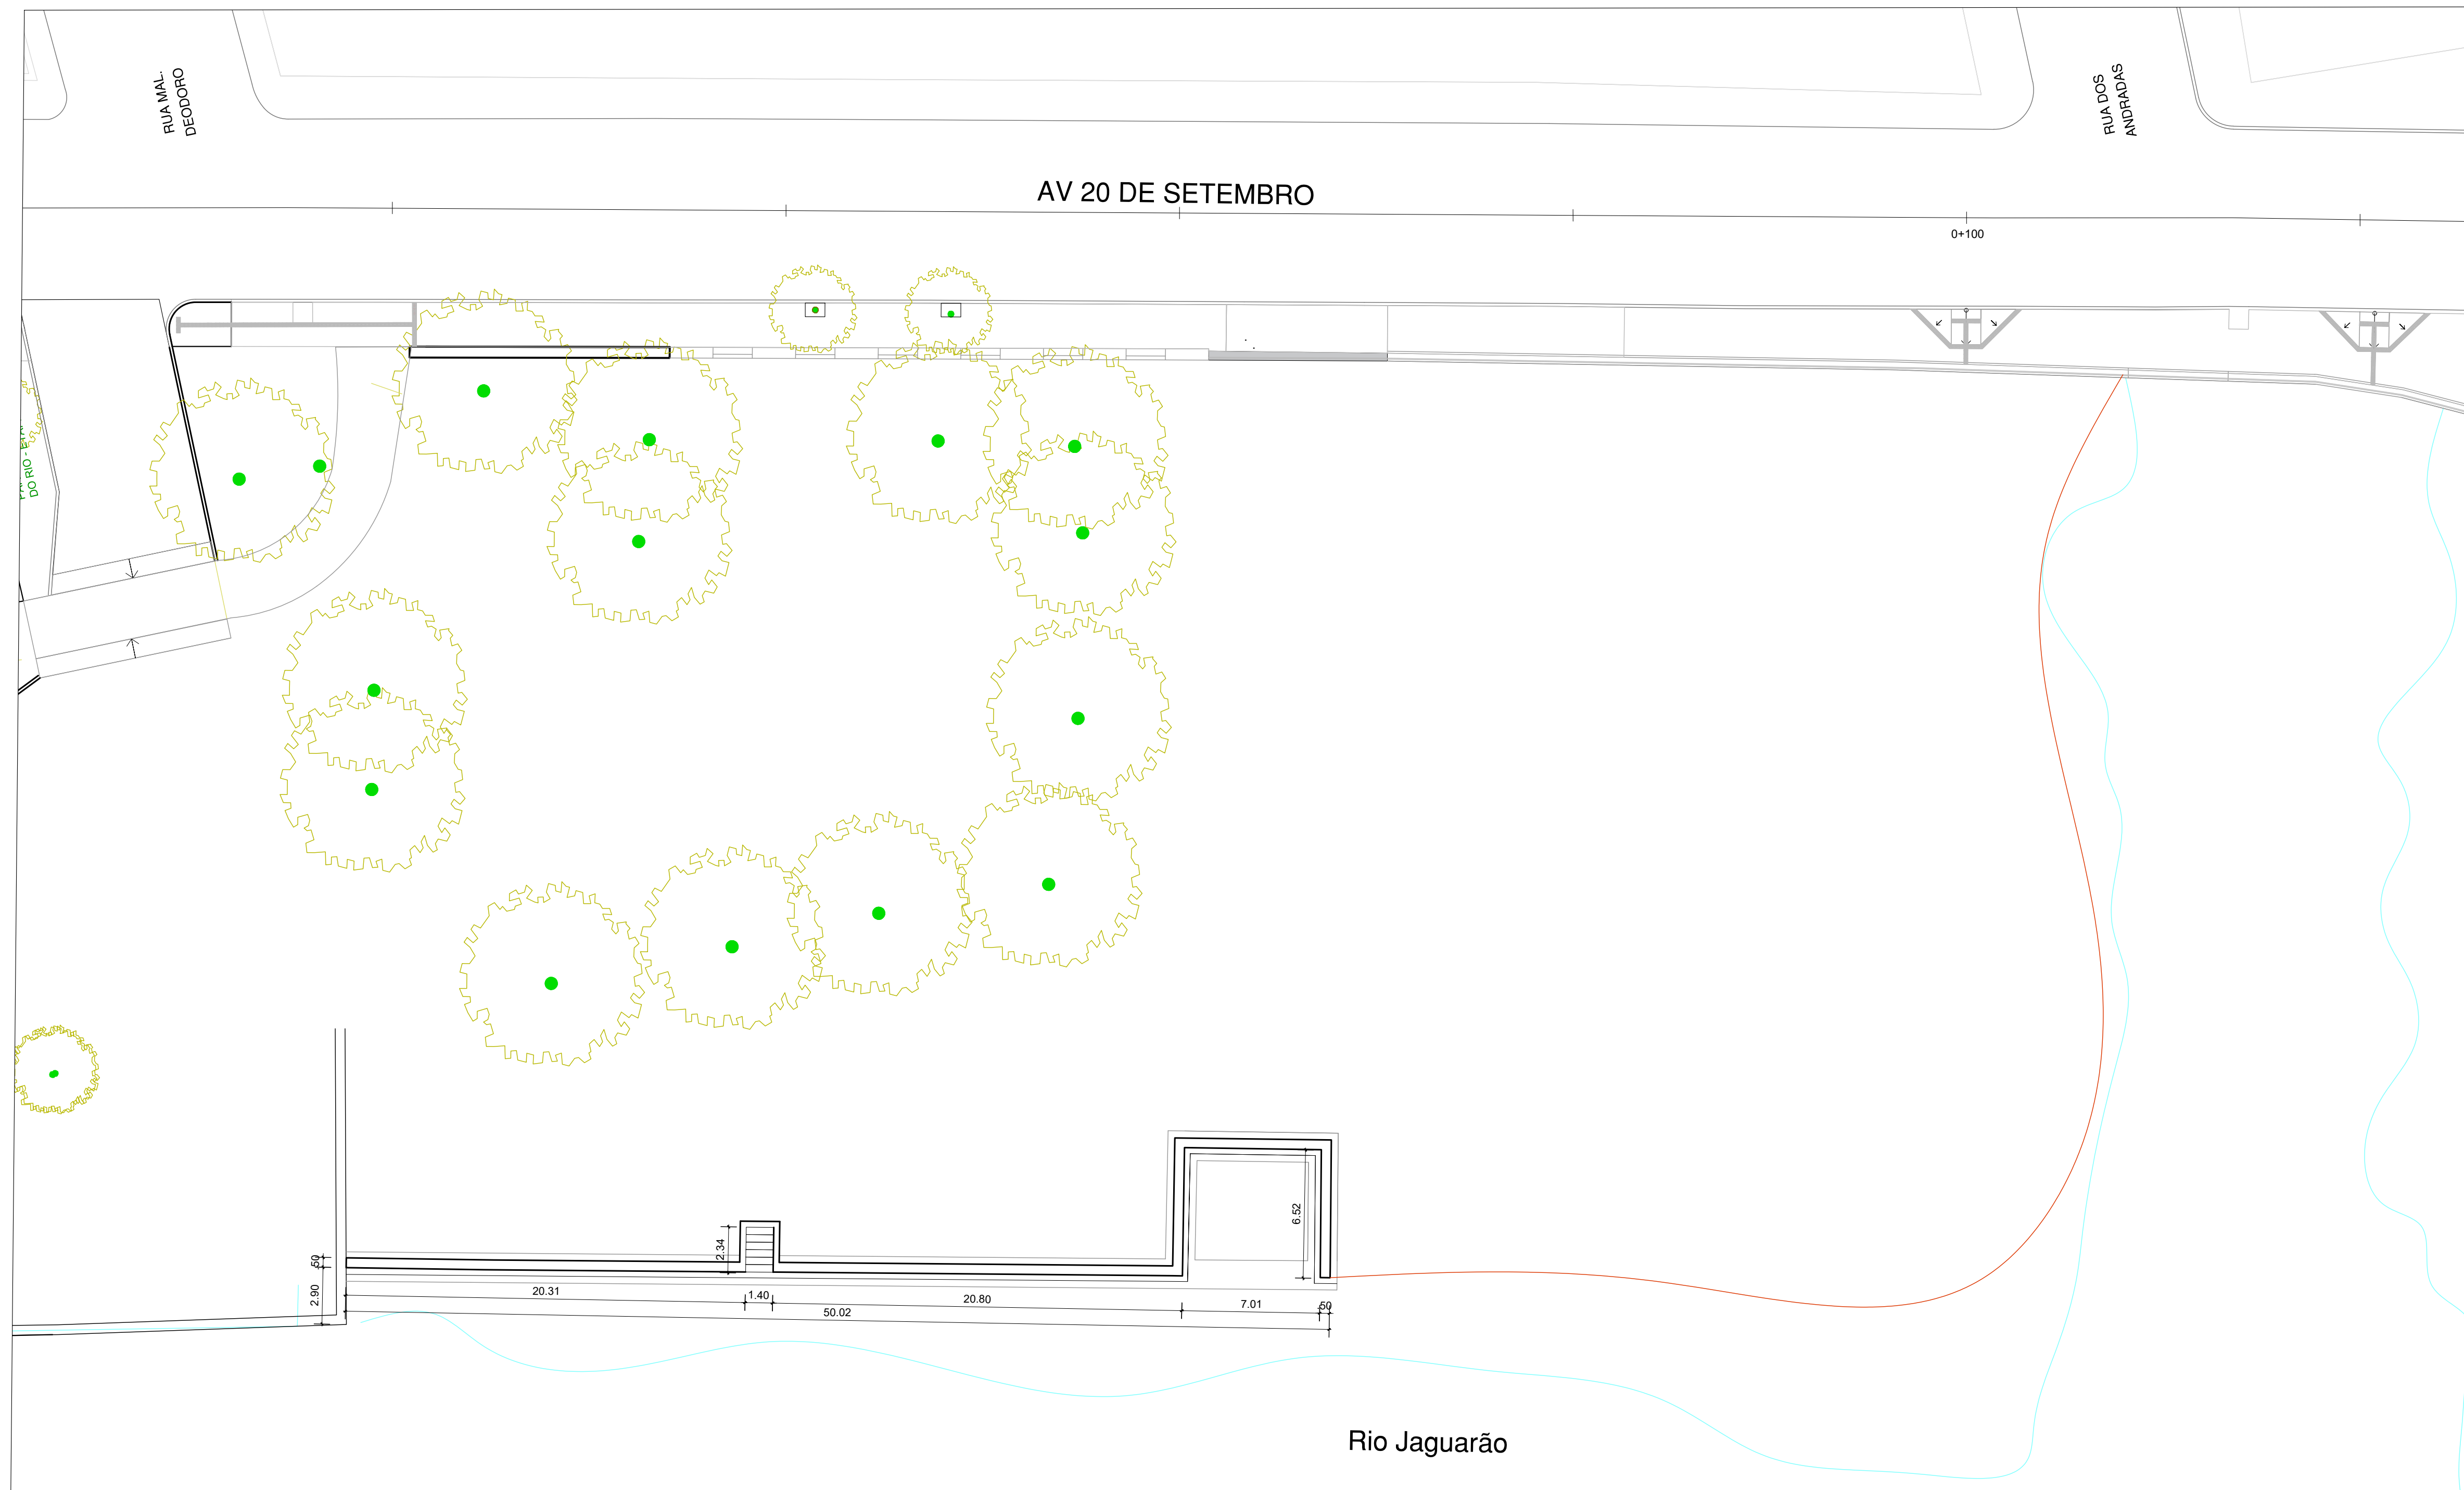 RUA MAL.
DEODORO
RUA DOS
ANDRADAS
AV 20 DE SETEMBRO
0+100
DO RIO -
6.52
2.34
.50
2.90
20.31
1.40
20.80
7.01
.50
50.02
Rio Jaguarão